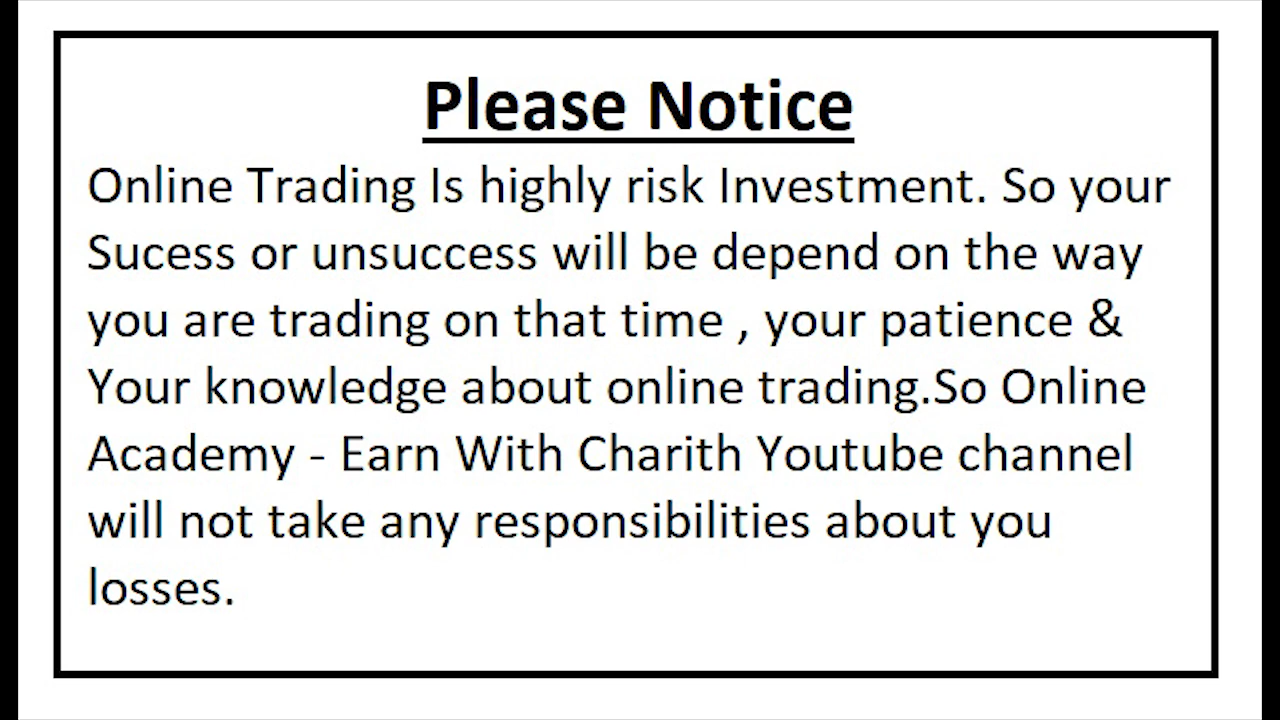 Please Notice
Online Trading Is highly risk Investment. So your
Sucess or unsuccess will be depend on the way
you are trading on that time , your patience &
Your knowledge about online trading.So Online
Academy - Earn With Charith Youtube channel
will not take any responsibilities about you
losses.